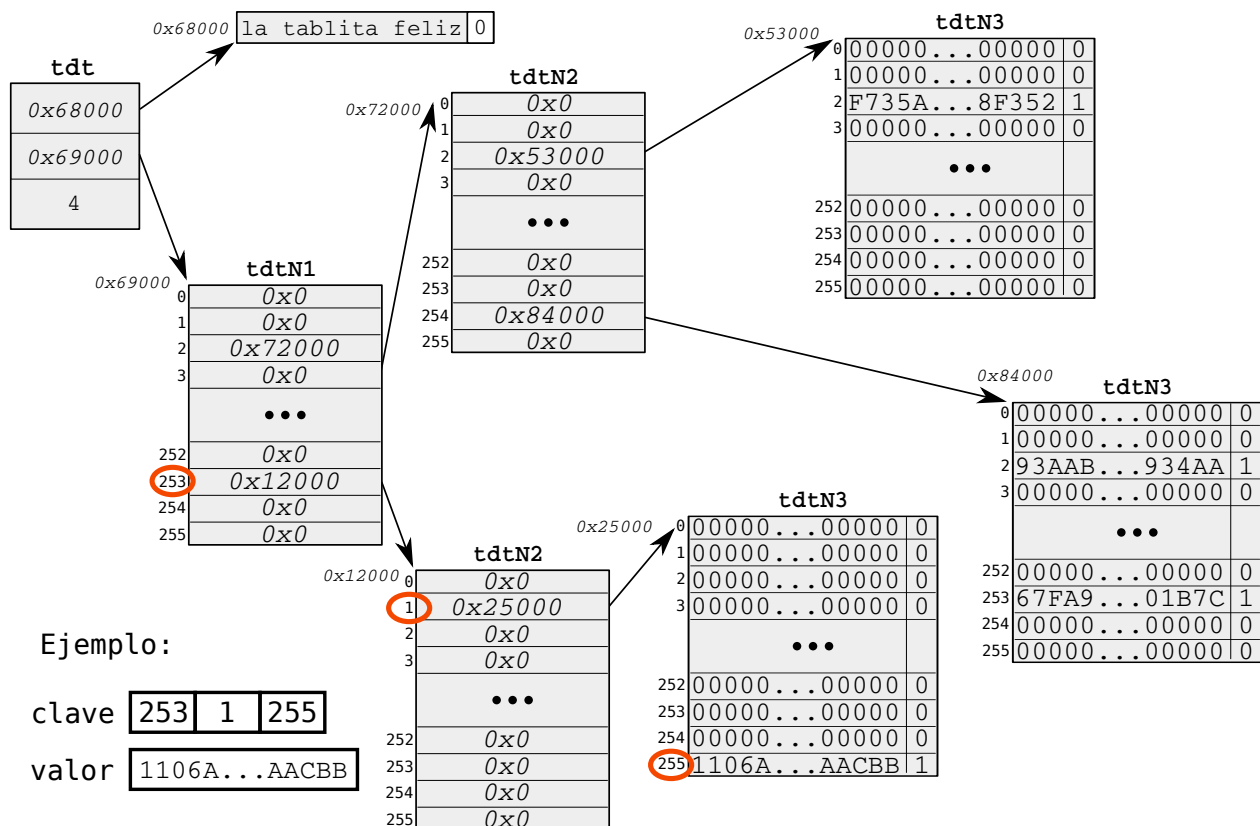 0x68000 la tablita feliz 0
tdt
0x68000
0x69000
4
0x69000
tdtN1
0 0x0
1 0x0
2 0x72000
3 0x0
...
252 0x0
253 0x12000
254 0x0
255 0x0
0x72000
tdtN2
0 0x0
1 0x0
2 0x53000
3 0x0
...
252 0x0
253 0x0
254 0x84000
255 0x0
0x53000
tdtN3
0 00000...00000 0
1 00000...00000 0
2 F735A...8F352 1
3 00000...00000 0
...
252 00000...00000 0
253 00000...00000 0
254 00000...00000 0
255 00000...00000 0
0x84000
tdtN3
0 00000...00000 0
1 00000...00000 0
2 93AAB...934AA 1
3 00000...00000 0
...
252 00000...00000 0
253 67FA9...01B7C 1
254 00000...00000 0
255 00000...00000 0
0x12000
tdtN2
0 0x0
1 0x25000
2 0x0
3 0x0
...
252 0x0
253 0x0
254 0x0
255 0x0
0x25000
tdtN3
0 00000...00000 0
1 00000...00000 0
2 00000...00000 0
3 00000...00000 0
...
252 00000...00000 0
253 00000...00000 0
254 00000...00000 0
255 1106A...AACBB 1
Ejemplo:
clave 253 1 255
valor 1106A...AACBB